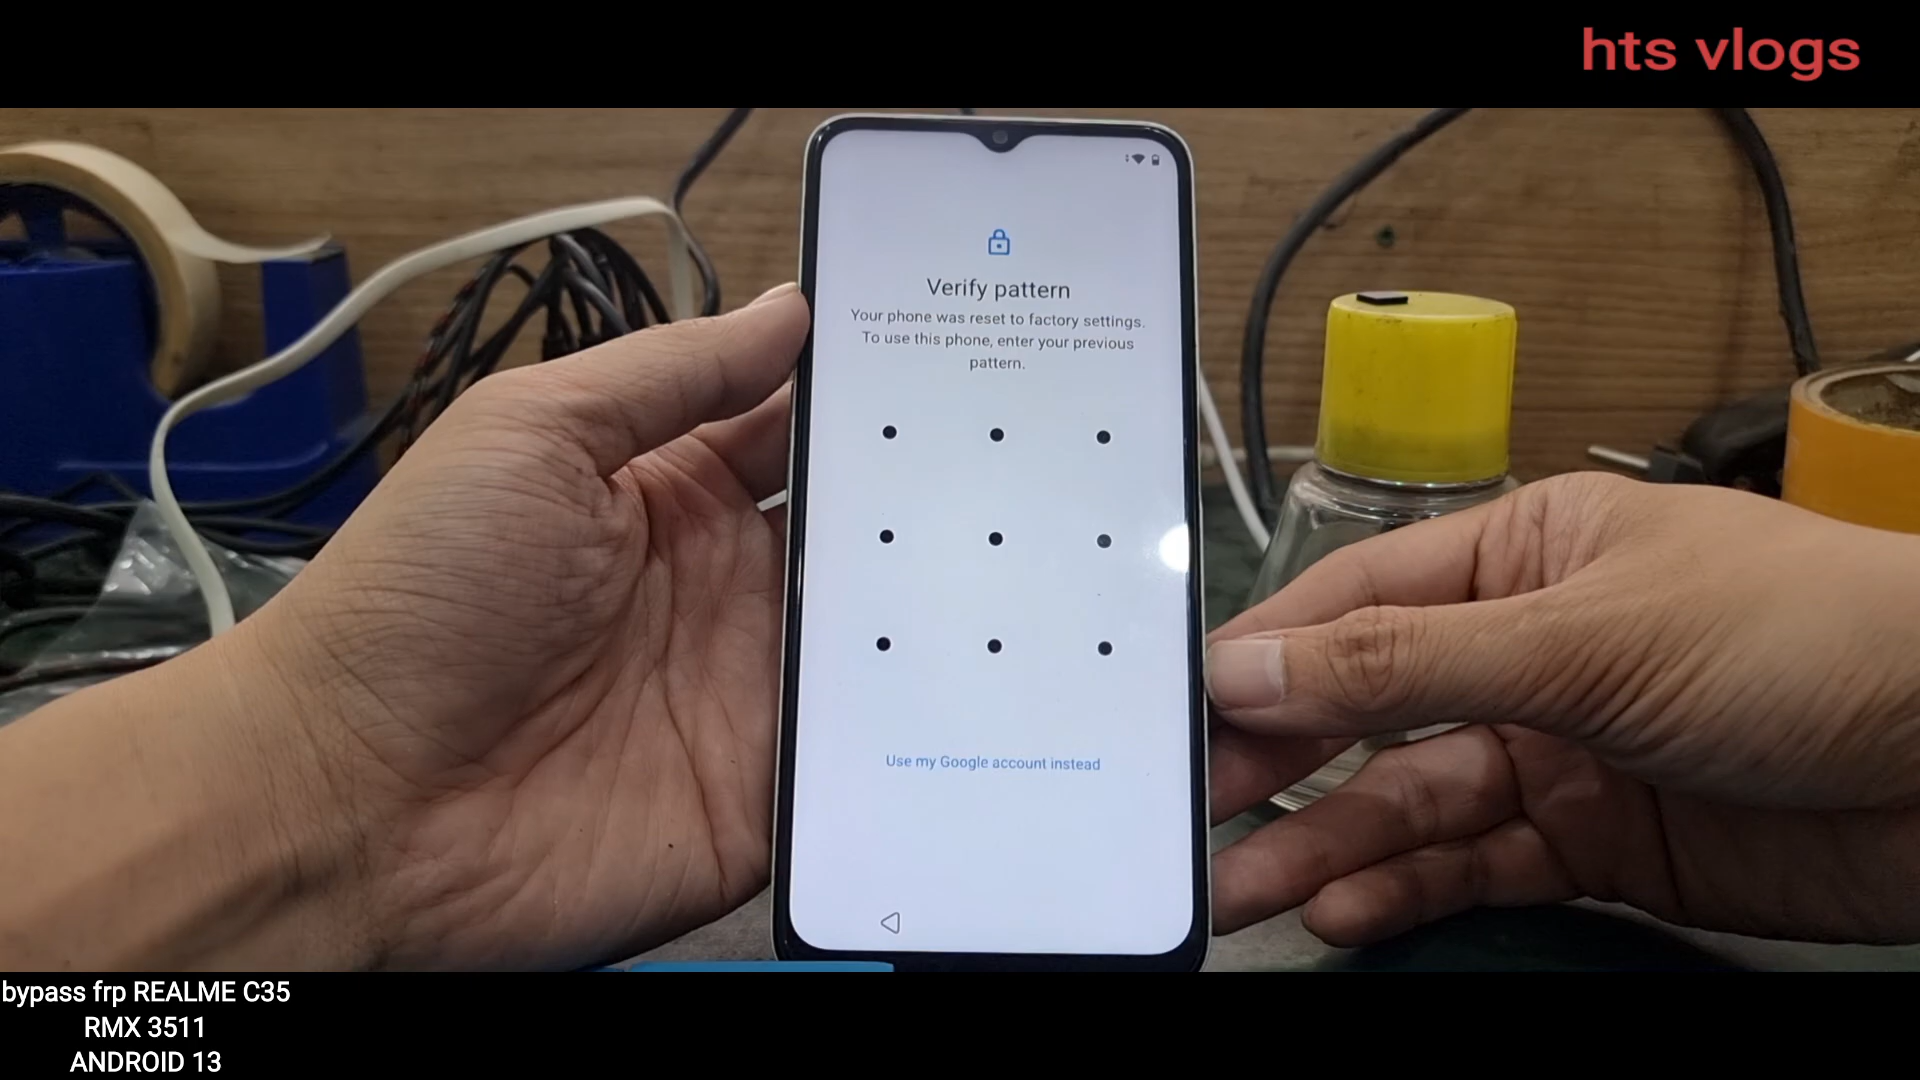 hts vlogs
Verify pattern
Your phone was reset to factory settings.
To use this phone, enter your previous
pattern.
Use my Google account instead
bypass frp REALME C35
RMX 3511
ANDROID 13